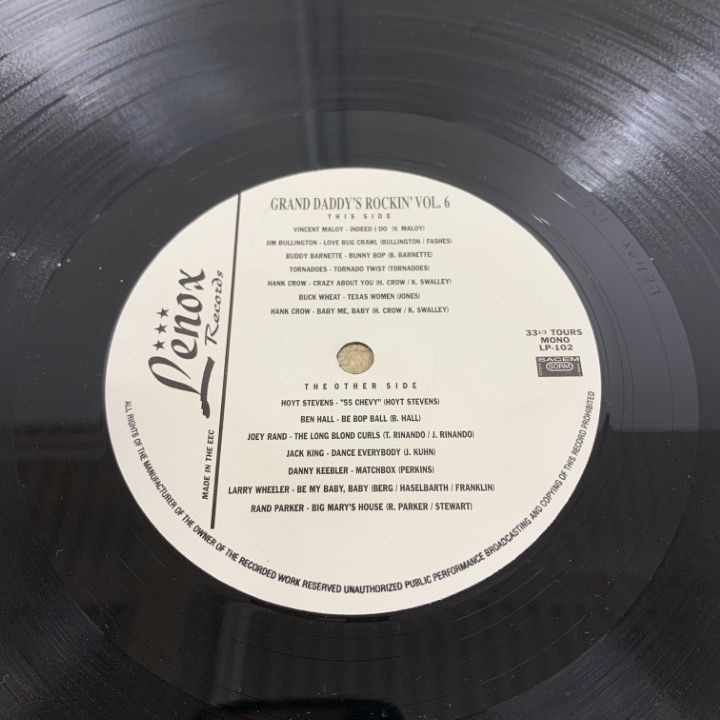 GRAND DADDY'S ROCKIN' VOL. 6
THIS SIDE
VINCENT MALOY - INDEED I DO (V. MALOY)
JIM BULLINGTON - LOVE BUG CRAWL (BULLINGTON / FASHES)
BUDDY BARNETTE - BUNNY BOP (B. BARNETTE)
TORNADOES - TORNADO TWIST (TORNADOES)
HANK CROW - CRAZY ABOUT YOU (H. CROW / K. SWALLEY)
BUCK WHEAT - TEXAS WOMEN (JONES)
HANK CROW - BABY ME, BABY (H. CROW / K. SWALLEY)
Lenox
Records
33 1/3 TOURS
MONO
LP-102
SACEM
SDRM
THE OTHER SIDE
HOYT STEVENS - "55 CHEVY" (HOYT STEVENS)
BEN HALL - BE BOP BALL (B. HALL)
JOEY RAND - THE LONG BLOND CURLS (T. RINANDO / J. RINANDO)
JACK KING - DANCE EVERYBODY (J. KUHN)
DANNY KEEBLER - MATCHBOX (PERKINS)
LARRY WHEELER - BE MY BABY, BABY (BERG / HASELBARTH / FRANKLIN)
RAND PARKER - BIG MARY'S HOUSE (R. PARKER / STEWART)
MADE IN THE EEC
ALL RIGHTS OF THE MANUFACTURER OF THE OWNER OF THE RECORDED WORK RESERVED UNAUTHORIZED PUBLIC PERFORMANCE BROADCASTING AND COPYING OF THIS RECORD PROHIBITED